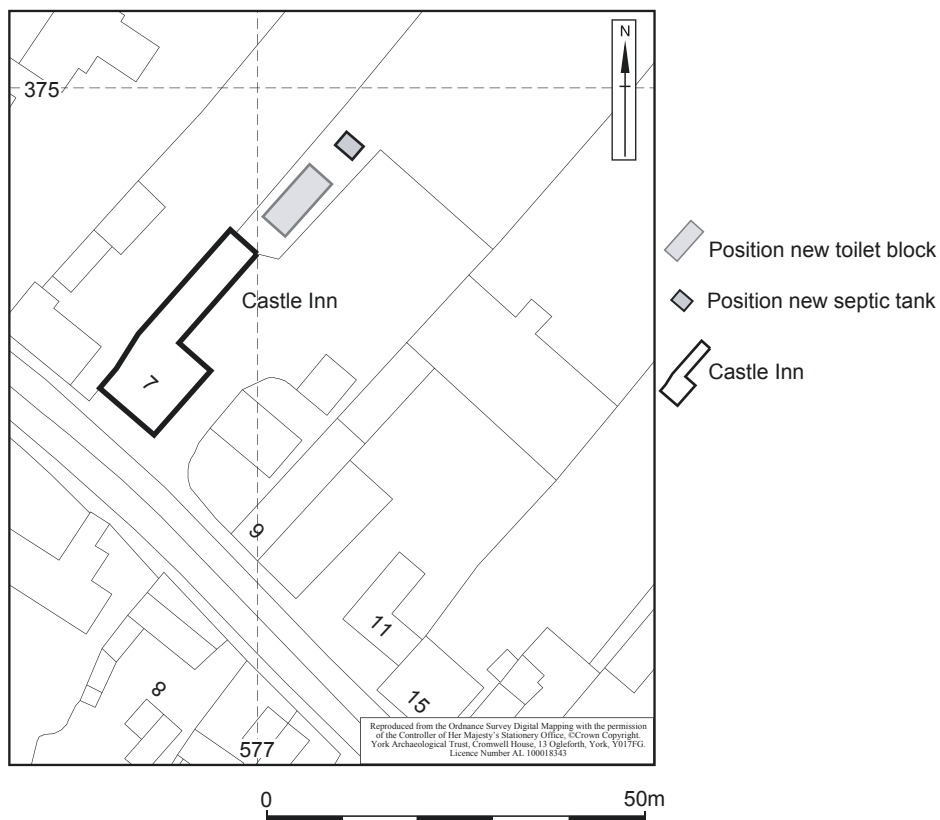 N
375
Position new toilet block
Position new septic tank
Castle Inn
Castle Inn
7
9
11
15
8
577
Reproduced from the Ordnance Survey Digital Mapping with the permission
of the Controller of Her Majesty's Stationery Office, ©Crown Copyright.
York Archaeological Trust, Cromwell House, 13 Ogleforth, York, Y017FG.
Licence Number AL 100018343
0 50m